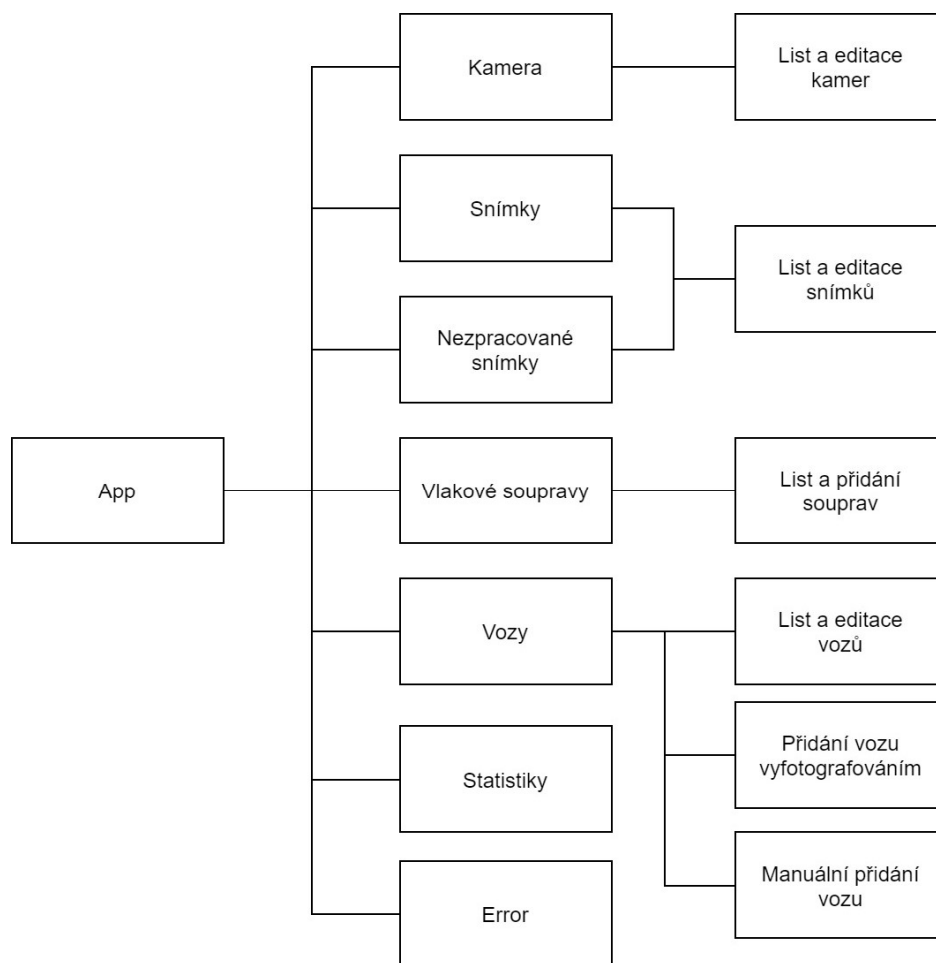 Kamera
List a editace
kamer
Snímky
List a editace
snímků
Nezpracované
snímky
App
Vlakové soupravy
List a přidání
souprav
Vozy
List a editace
vozů
Přidání vozu
vyfotografováním
Statistiky
Manuální přidání
vozu
Error